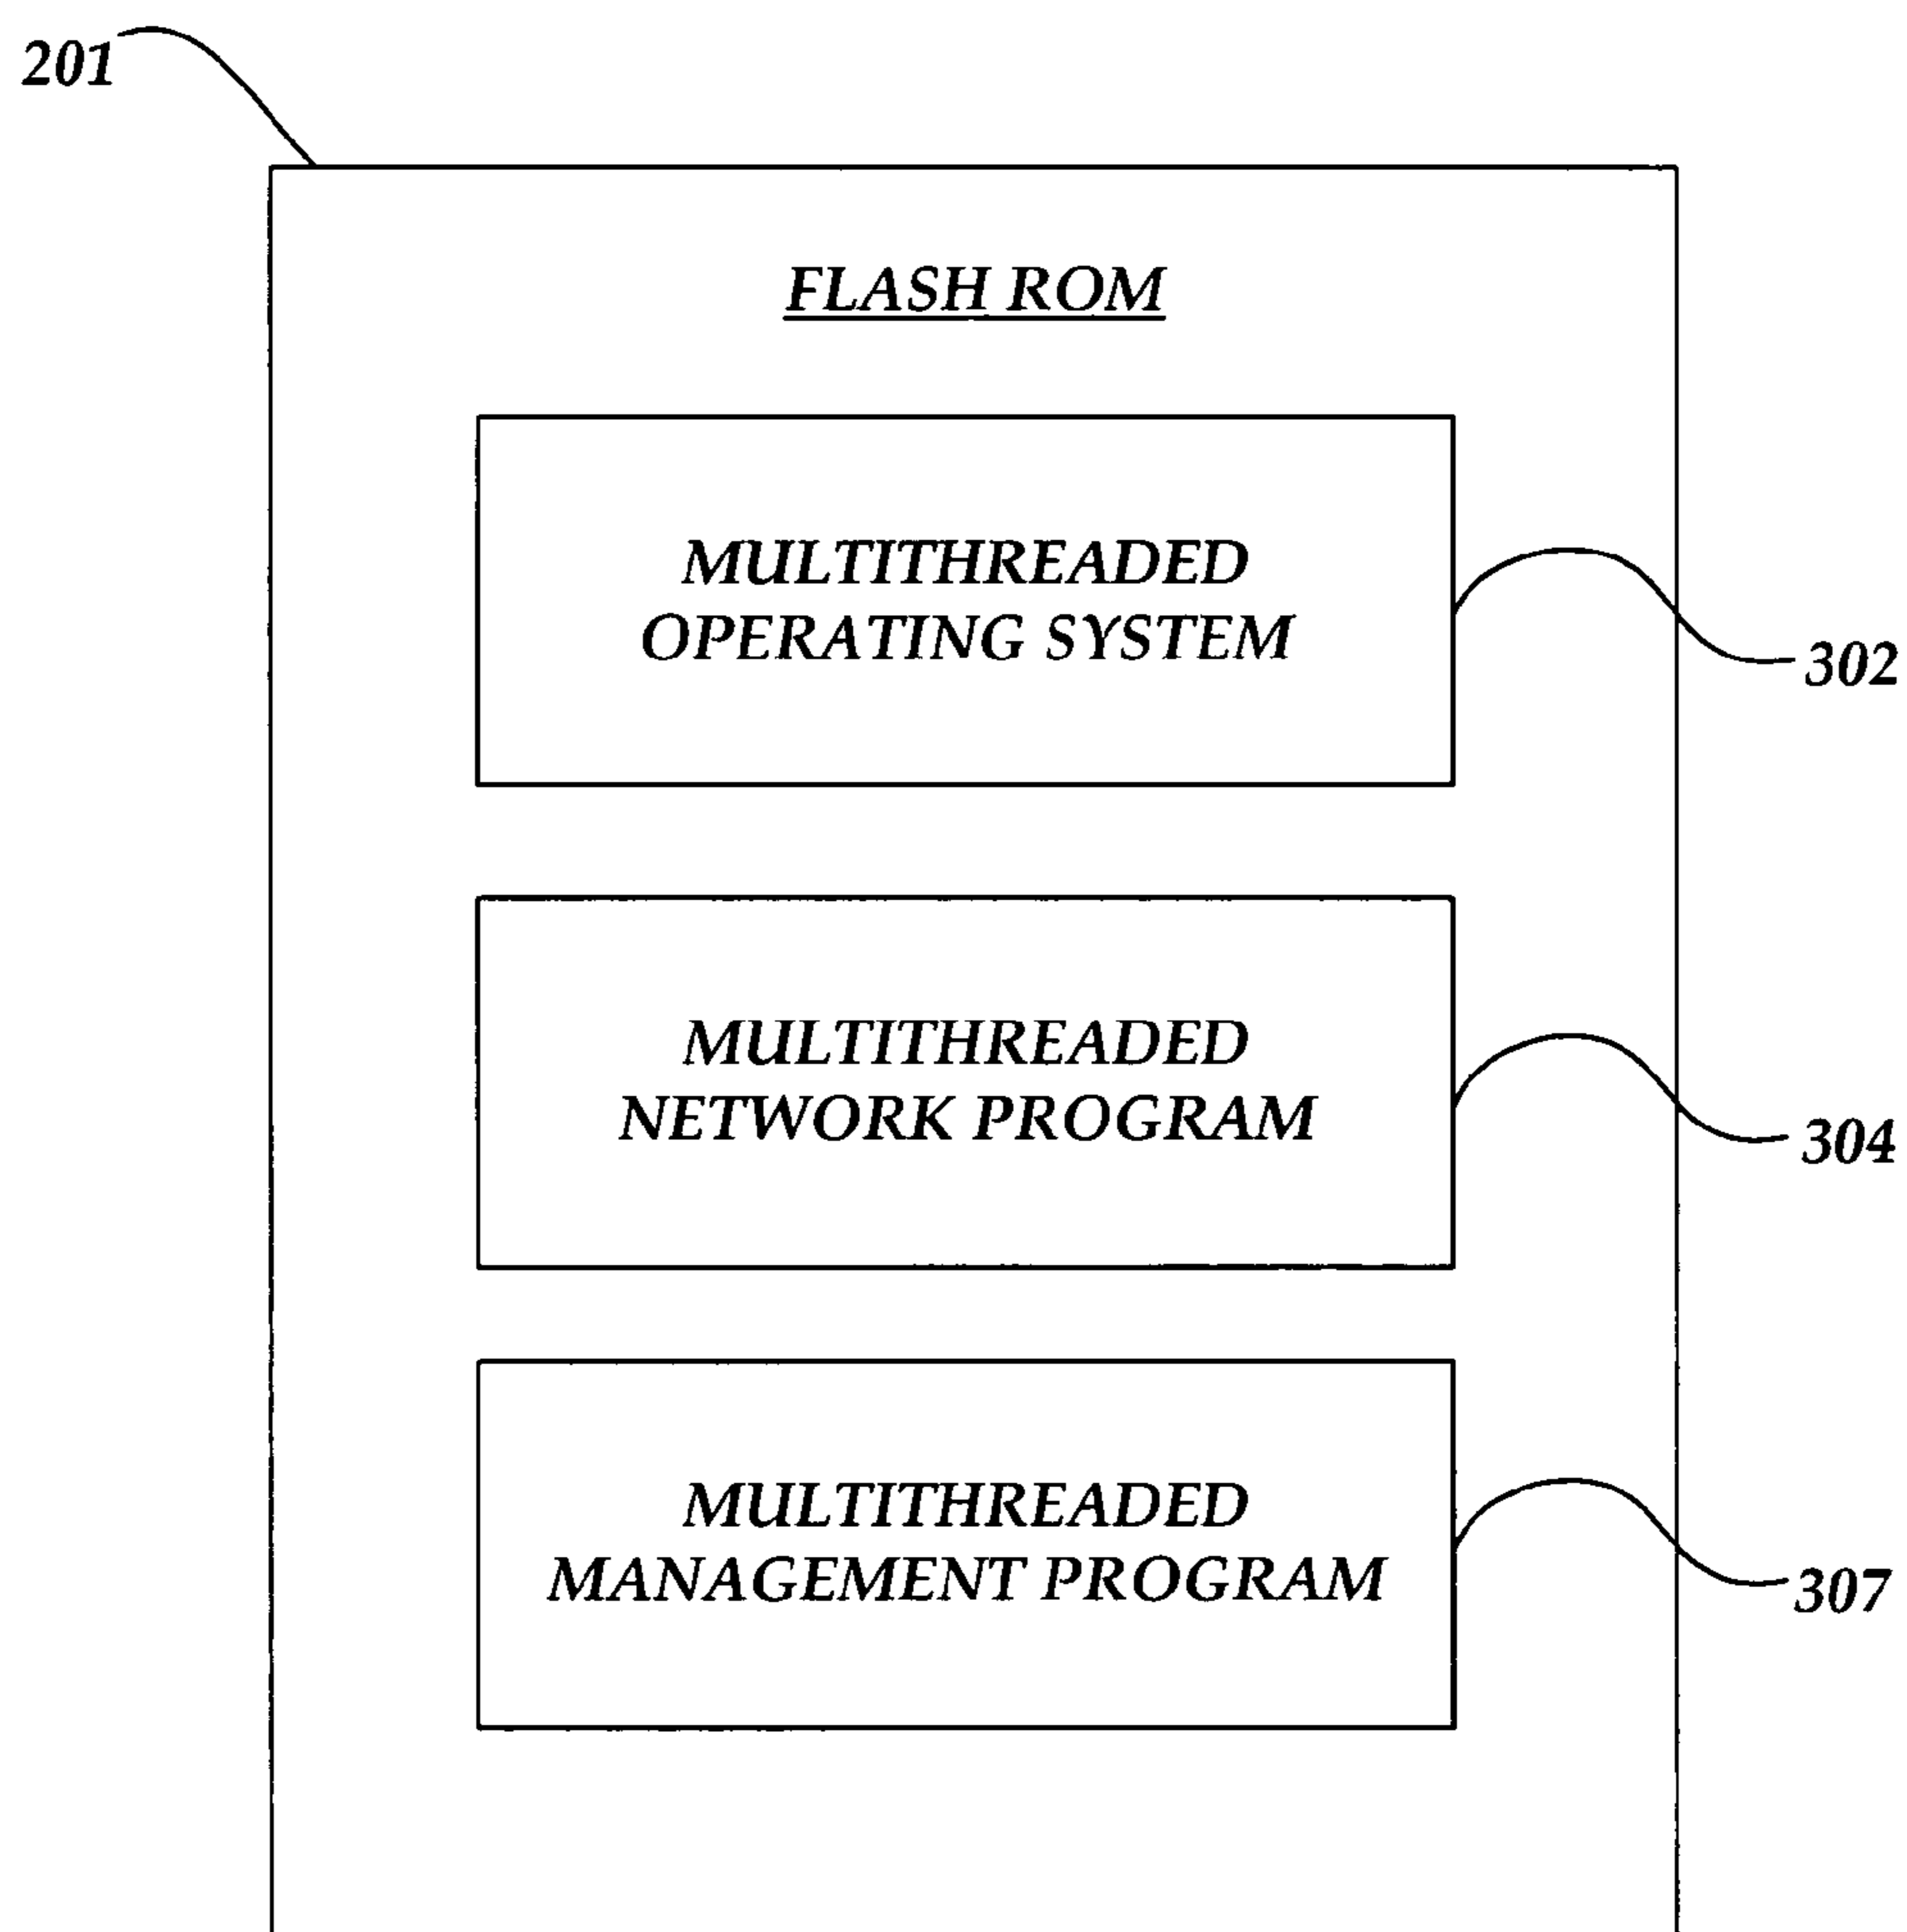 201
FLASH ROM
MULTITHREADED
OPERATING SYSTEM
302
MULTITHREADED
NETWORK PROGRAM
304
MULTITHREADED
MANAGEMENT PROGRAM
307